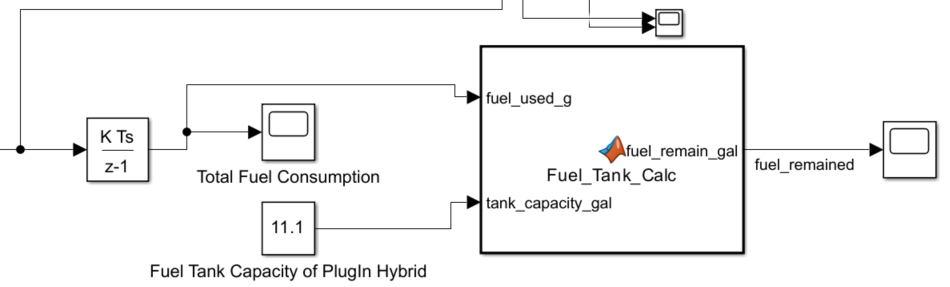 K Ts
z-1
Total Fuel Consumption
11.1
Fuel Tank Capacity of PlugIn Hybrid
fuel_used_g
fuel_remain_gal
Fuel_Tank_Calc
tank_capacity_gal
fuel_remained